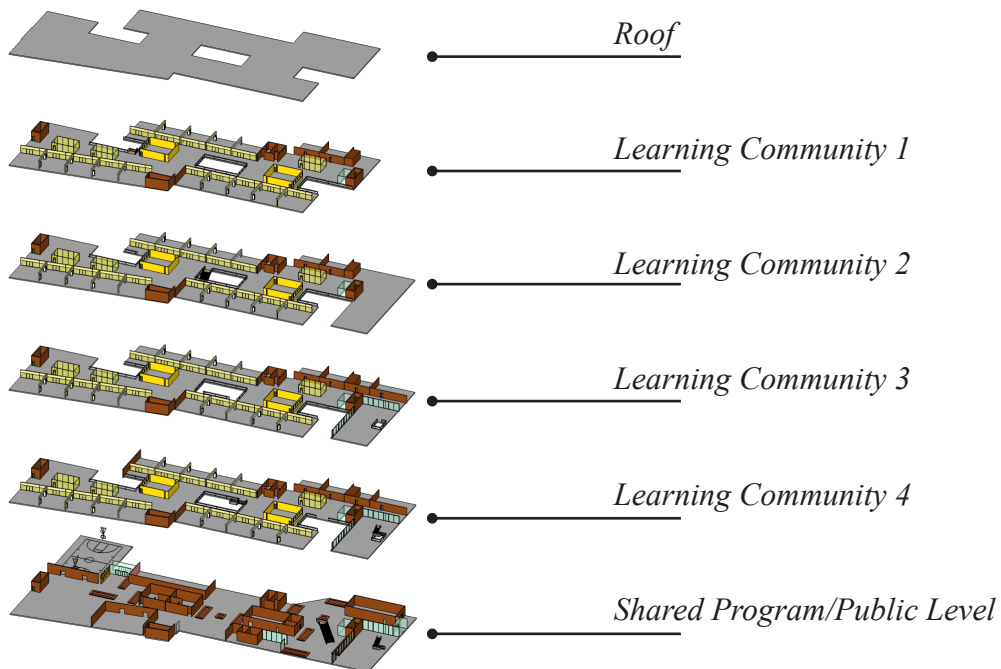 Roof
Learning Community 1
Learning Community 2
Learning Community 3
Learning Community 4
Shared Program/Public Level